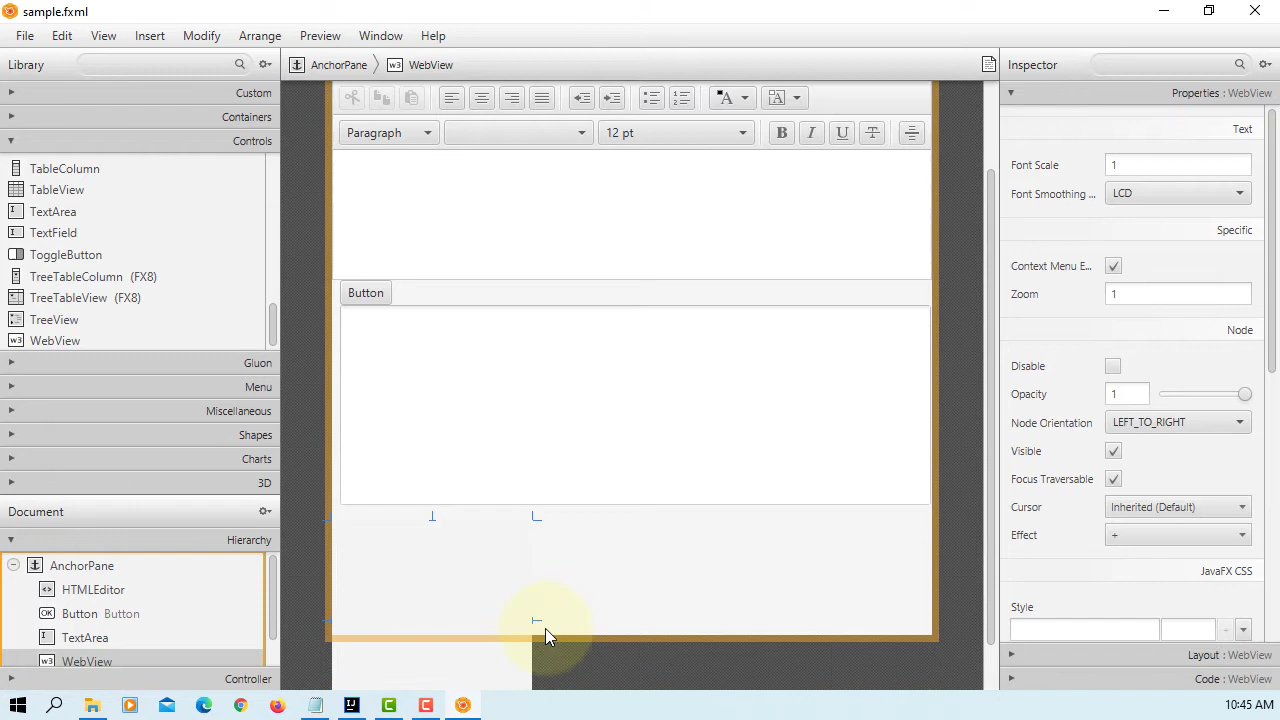 sample.fxml
File Edit View Insert Modify Arrange Preview Window Help
Library
AnchorPane WebView
Inspector
Custom
Properties : WebView
Containers
Text
Controls
Paragraph 12 pt B I U T
TableColumn
Font Scale 1
TableView
Font Smoothing ... LCD
TextArea
TextField
Specific
ToggleButton
Context Menu E...
TreeTableColumn (FX8)
Button
Zoom 1
TreeTableView (FX8)
TreeView
Node
WebView
Gluon
Disable
Menu
Opacity 1
Miscellaneous
Node Orientation LEFT_TO_RIGHT
Shapes
Visible
Charts
Focus Traversable
3D
Cursor Inherited (Default)
Document
Effect +
Hierarchy
AnchorPane
JavaFX CSS
HTMLEditor
Style
Button Button
TextArea
WebView
Layout : WebView
Controller
Code : WebView
10:45 AM